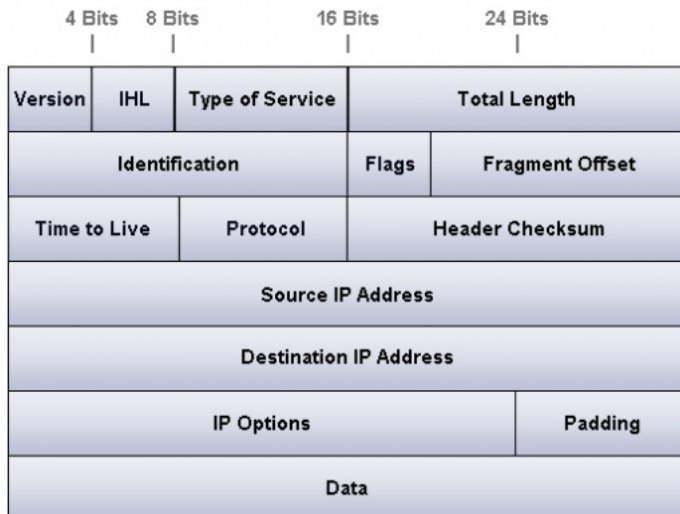 4 Bits 8 Bits 16 Bits 24 Bits
Version IHL Type of Service Total Length
Identification Flags Fragment Offset
Time to Live Protocol Header Checksum
Source IP Address
Destination IP Address
IP Options Padding
Data